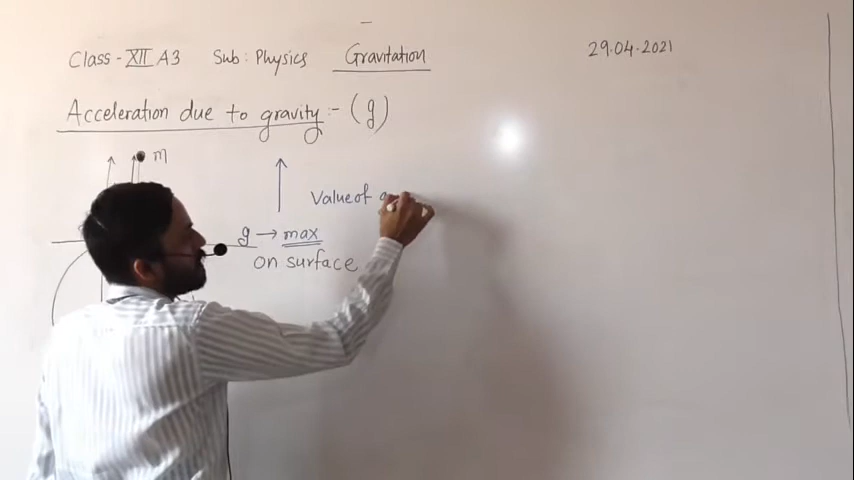 Class - XII A3 Sub: Physics Gravitation
29.04.2021
Acceleration due to gravity :- (g)
m
Value of
g → max
on surface